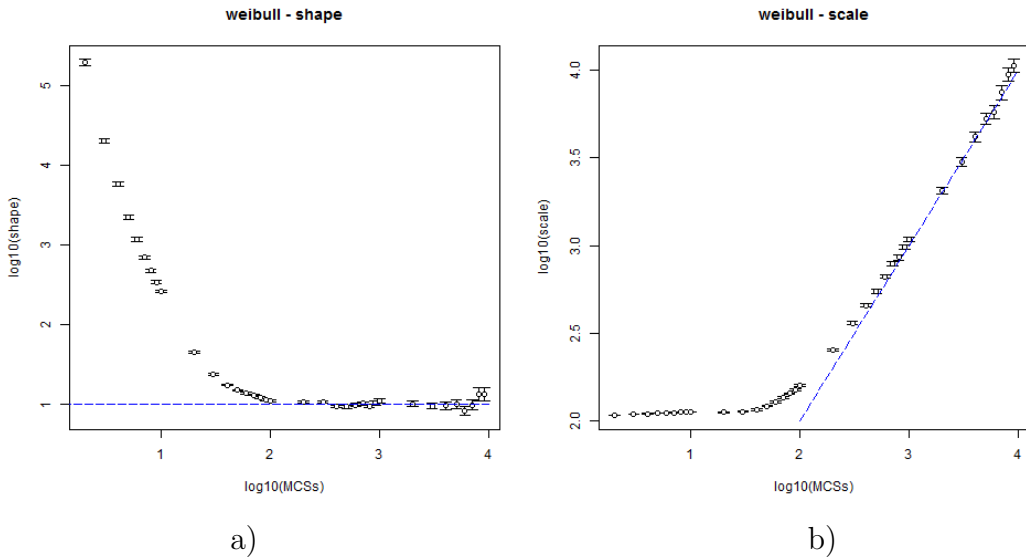 weibull - shape
log10(shape)
5
4
3
2
1
1
2
3
4
log10(MCSs)
a)
weibull - scale
log10(scale)
4.0
3.5
3.0
2.5
2.0
1
2
3
4
log10(MCSs)
b)